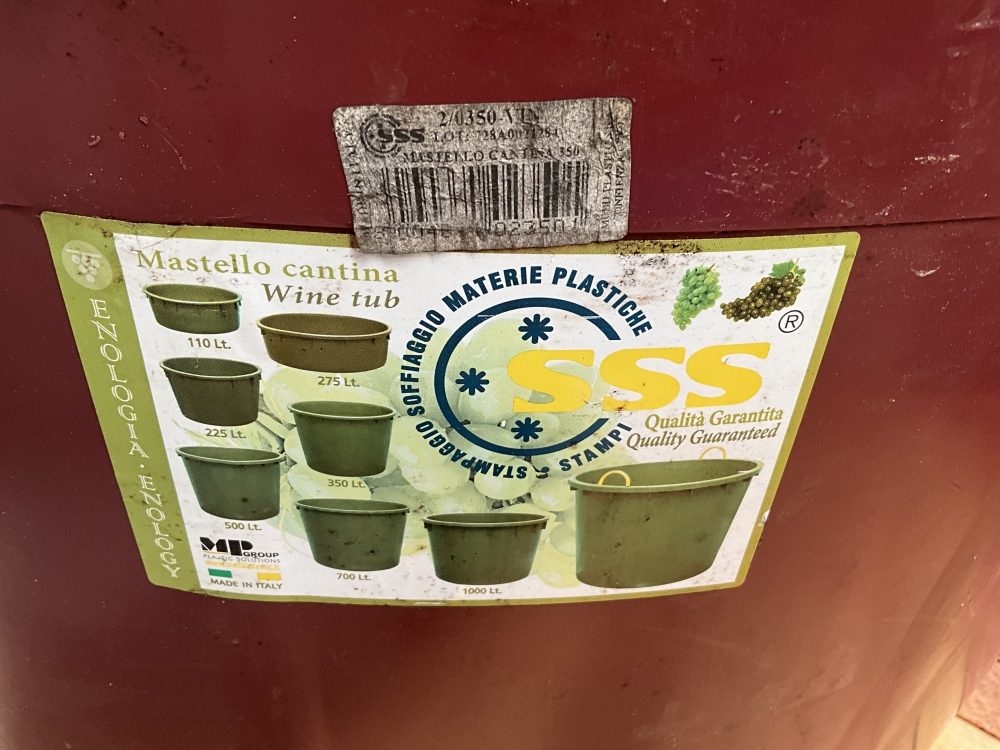 2/0350 VIN
SSS
MASTELLO CANTINA 350
Mastello cantina
Wine tub
ENOLOGIA · ENOLOGY
110 Lt.
275 Lt.
225 Lt.
350 Lt.
500 Lt.
700 Lt.
1000 Lt.
STAMPAGGIO SOFFIAGGIO MATERIE PLASTICHE
& STAMPI
SSS
®
Qualità Garantita
Quality Guaranteed
MP GROUP
PLASTIC SOLUTIONS
MADE IN ITALY